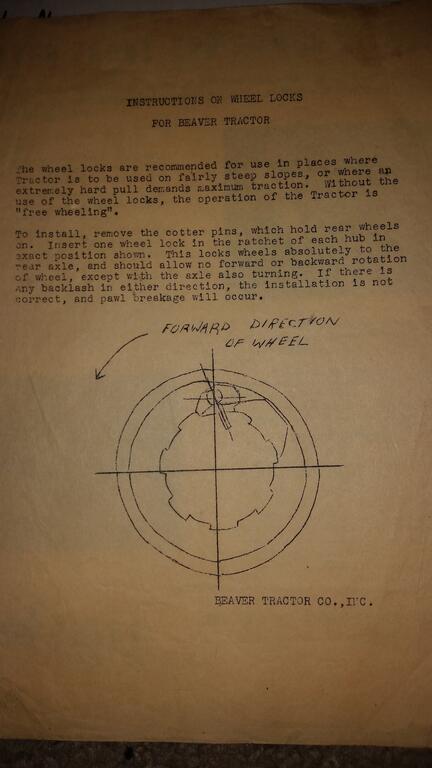 INSTRUCTIONS ON WHEEL LOCKS
FOR BEAVER TRACTOR
The wheel locks are recommended for use in places where
Tractor is to be used on fairly steep slopes, or where an
extremely hard pull demands maximum traction. Without the
use of the wheel locks, the operation of the Tractor is
"free wheeling".
To install, remove the cotter pins, which hold rear wheels
on. Insert one wheel lock in the ratchet of each hub in
exact position shown. This locks wheels absolutely to the
rear axle, and should allow no forward or backward rotation
of wheel, except with the axle also turning. If there is
any backlash in either direction, the installation is not
correct, and pawl breakage will occur.
FORWARD DIRECTION
OF WHEEL
BEAVER TRACTOR CO., INC.